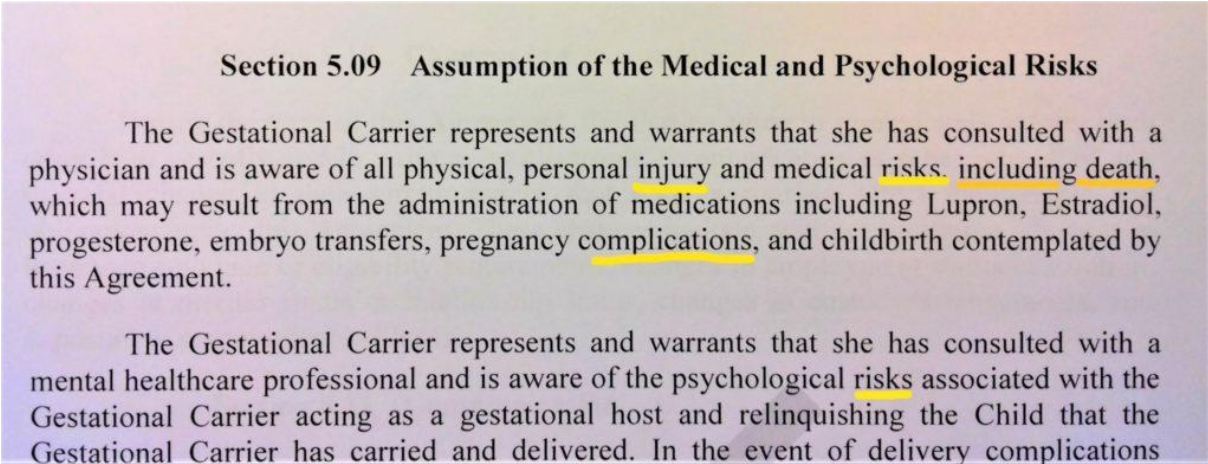 Section 5.09 Assumption of the Medical and Psychological Risks
The Gestational Carrier represents and warrants that she has consulted with a
physician and is aware of all physical, personal injury and medical risks, including death,
which may result from the administration of medications including Lupron, Estradiol,
progesterone, embryo transfers, pregnancy complications, and childbirth contemplated by
this Agreement.
The Gestational Carrier represents and warrants that she has consulted with a
mental healthcare professional and is aware of the psychological risks associated with the
Gestational Carrier acting as a gestational host and relinquishing the Child that the
Gestational Carrier has carried and delivered. In the event of delivery complications